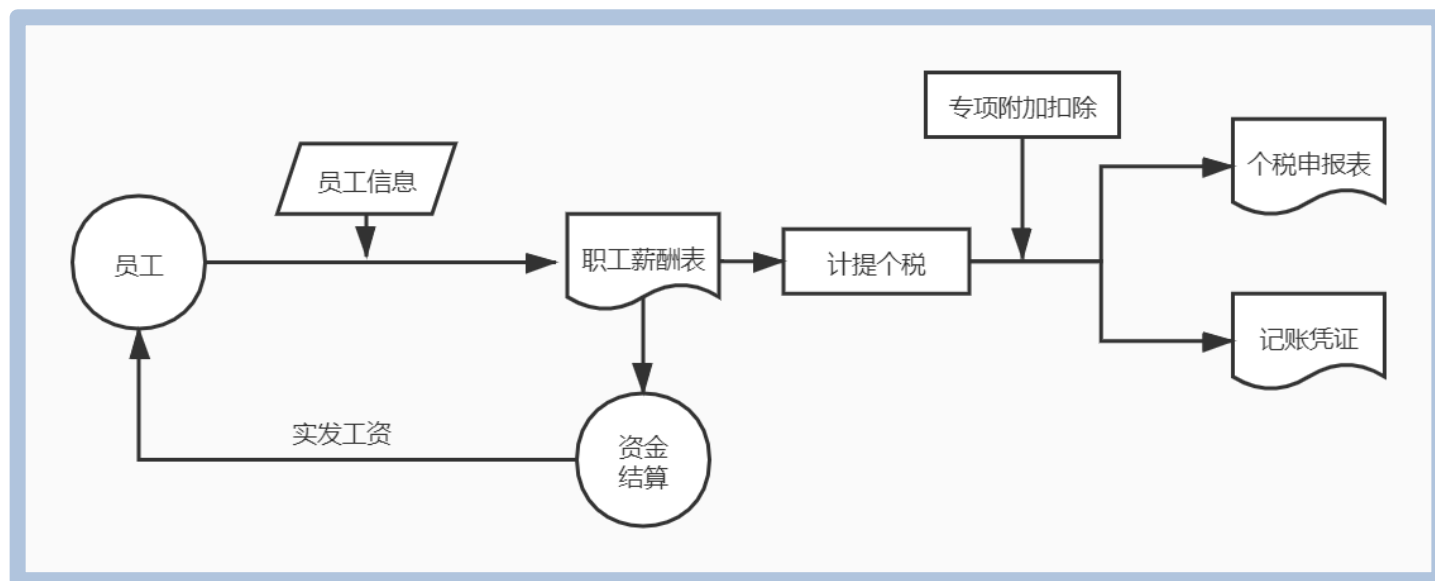 专项附加扣除
个税申报表
员工信息
员工
职工薪酬表
计提个税
记账凭证
实发工资
资金
结算